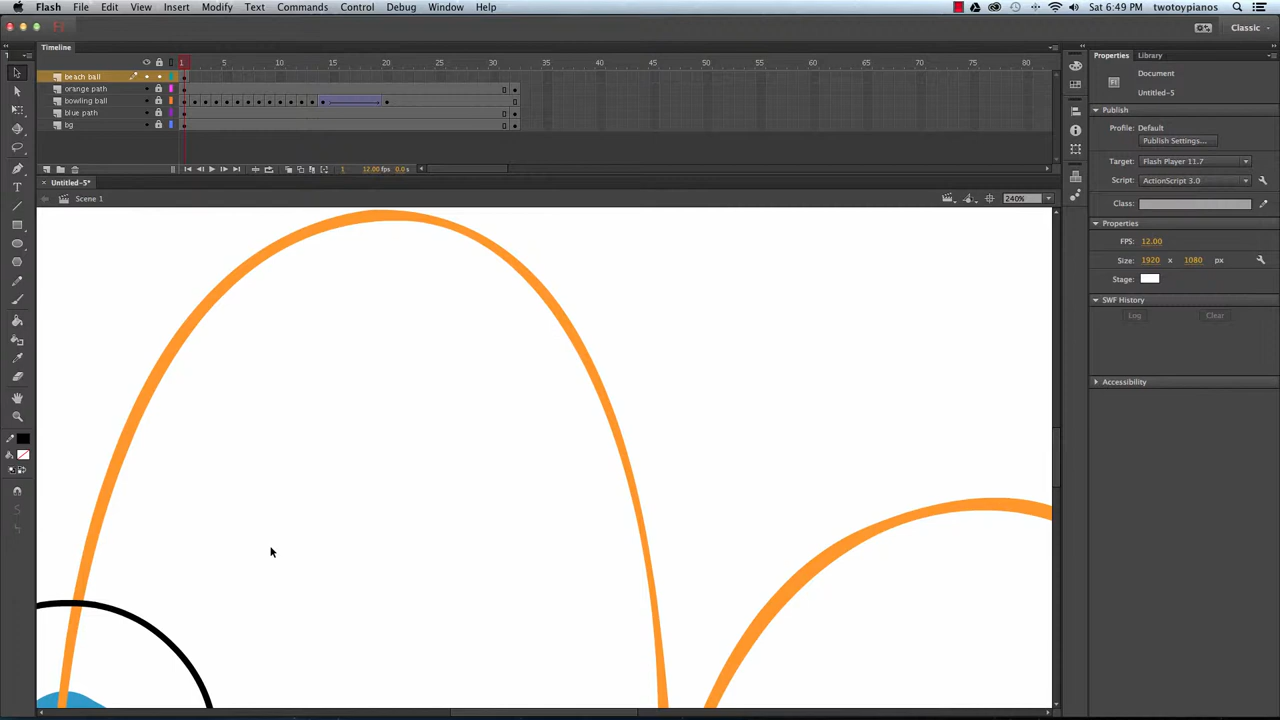 Flash File Edit View Insert Modify Text Commands Control Debug Window Help Sat 6:49 PM twotoypianos
Fl Classic
Timeline
1 5 10 15 20 25 30 35 40 45 50 55 60 65 70 75 80
beach ball
orange path
bowling ball
blue path
bg
1 12.00 fps 0.0 s
Untitled-5*
Scene 1 240%
Properties Library
Document
Untitled-5
Publish
Profile: Default
Publish Settings...
Target: Flash Player 11.7
Script: ActionScript 3.0
Class:
Properties
FPS: 12.00
Size: 1920 x 1080 px
Stage:
SWF History
Log Clear
Accessibility